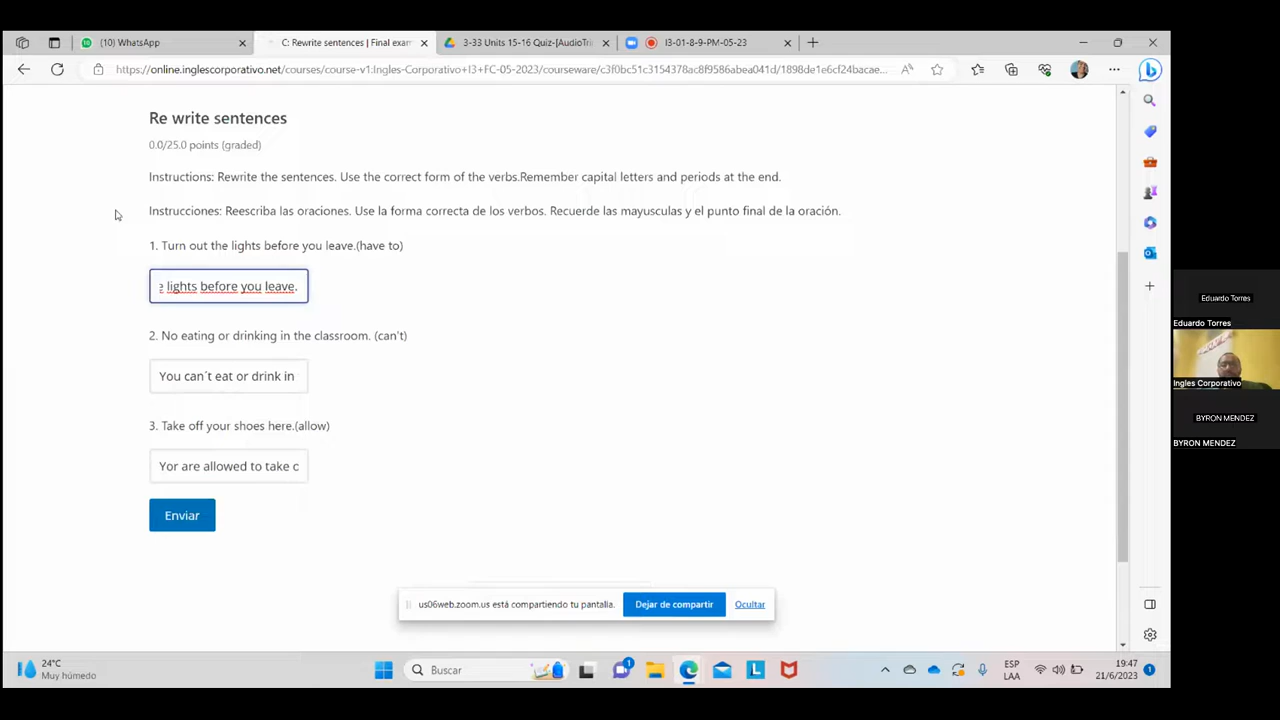 (10) WhatsApp
C: Rewrite sentences | Final exam
3-33 Units 15-16 Quiz-[AudioTri
I3-01-8-9-PM-05-23
https://online.inglescorporativo.net/courses/course-v1:Ingles-Corporativo+I3+FC-05-2023/courseware/c3f0bc51c3154378ac8f9586abea041d/1898de1e6cf24bacae...
Re write sentences
0.0/25.0 points (graded)
Instructions: Rewrite the sentences. Use the correct form of the verbs.Remember capital letters and periods at the end.
Instrucciones: Reescriba las oraciones. Use la forma correcta de los verbos. Recuerde las mayusculas y el punto final de la oración.
1. Turn out the lights before you leave.(have to)
e lights before you leave.
2. No eating or drinking in the classroom. (can't)
You can´t eat or drink in
3. Take off your shoes here.(allow)
Yor are allowed to take o
Enviar
us06web.zoom.us está compartiendo tu pantalla.
Dejar de compartir
Ocultar
Eduardo Torres
Eduardo Torres
Ingles Corporativo
BYRON MENDEZ
BYRON MENDEZ
24°C
Muy húmedo
Buscar
1
ESP
LAA
19:47
21/6/2023
1